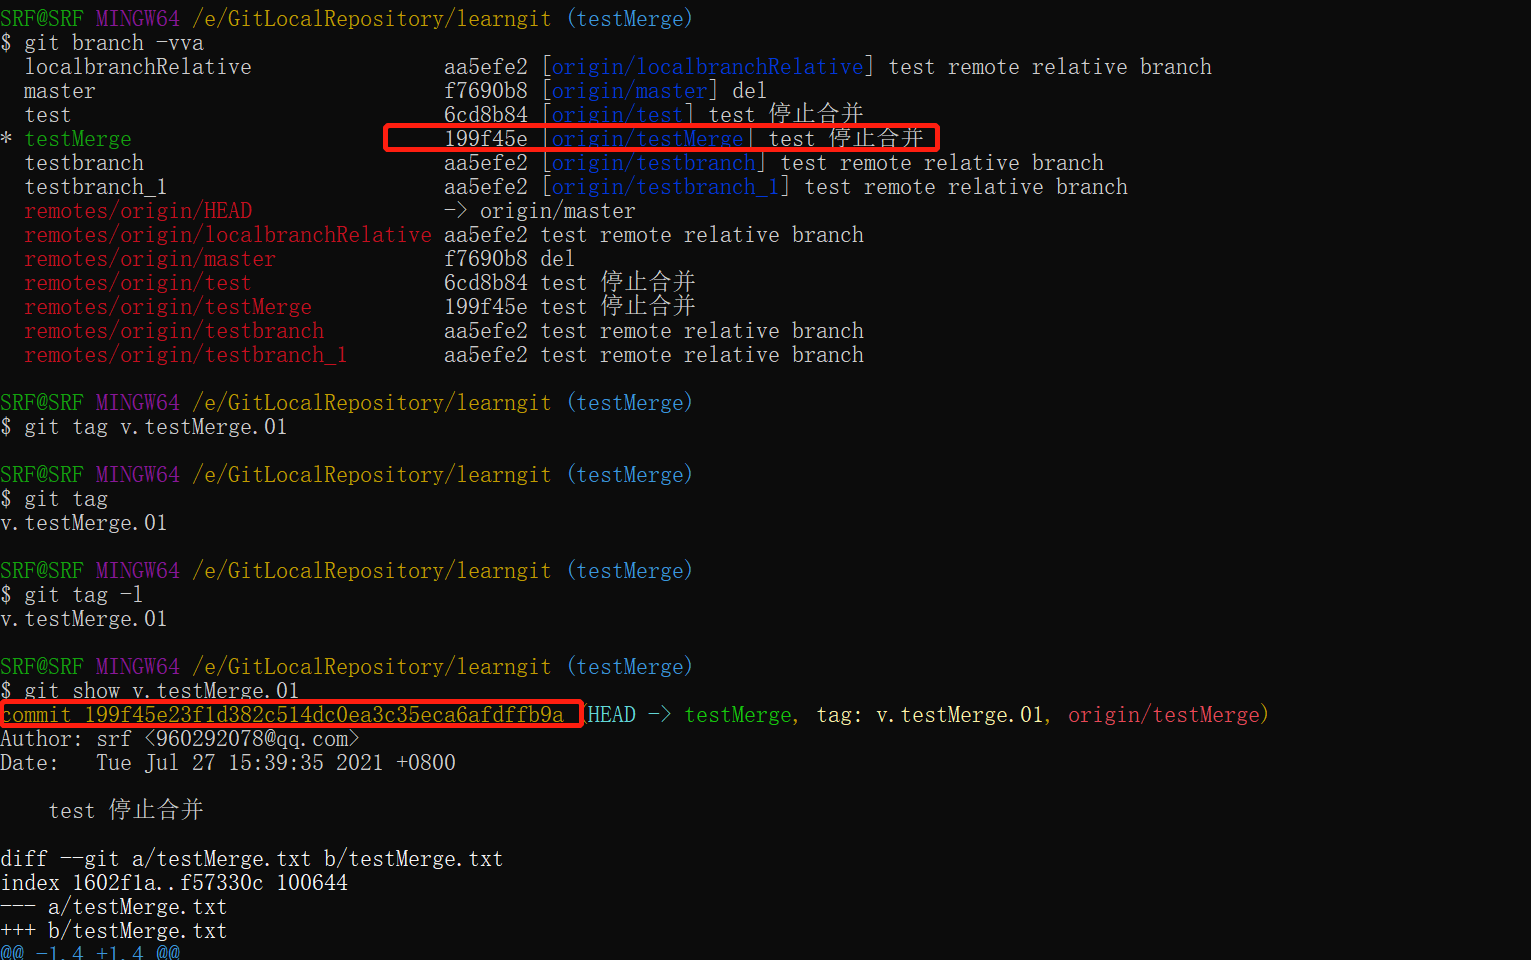 SRF@SRF MINGW64 /e/GitLocalRepository/learngit (testMerge)
$ git branch -vva
  localbranchRelative                aa5efe2 [origin/localbranchRelative] test remote relative branch
  master                             f7690b8 [origin/master] del
  test                               6cd8b84 [origin/test] test 停止合并
* testMerge                          199f45e [origin/testMerge] test 停止合并
  testbranch                         aa5efe2 [origin/testbranch] test remote relative branch
  testbranch_1                       aa5efe2 [origin/testbranch_1] test remote relative branch
  remotes/origin/HEAD                -> origin/master
  remotes/origin/localbranchRelative aa5efe2 test remote relative branch
  remotes/origin/master              f7690b8 del
  remotes/origin/test                6cd8b84 test 停止合并
  remotes/origin/testMerge           199f45e test 停止合并
  remotes/origin/testbranch          aa5efe2 test remote relative branch
  remotes/origin/testbranch_1        aa5efe2 test remote relative branch
SRF@SRF MINGW64 /e/GitLocalRepository/learngit (testMerge)
$ git tag v.testMerge.01
SRF@SRF MINGW64 /e/GitLocalRepository/learngit (testMerge)
$ git tag
v.testMerge.01
SRF@SRF MINGW64 /e/GitLocalRepository/learngit (testMerge)
$ git tag -l
v.testMerge.01
SRF@SRF MINGW64 /e/GitLocalRepository/learngit (testMerge)
$ git show v.testMerge.01
commit 199f45e23f1d382c514dc0ea3c35eca6afdffb9a (HEAD -> testMerge, tag: v.testMerge.01, origin/testMerge)
Author: srf <960292078@qq.com>
Date:   Tue Jul 27 15:39:35 2021 +0800
    test 停止合并
diff --git a/testMerge.txt b/testMerge.txt
index 1602f1a..f57330c 100644
--- a/testMerge.txt
+++ b/testMerge.txt
@@ -1,4 +1,4 @@